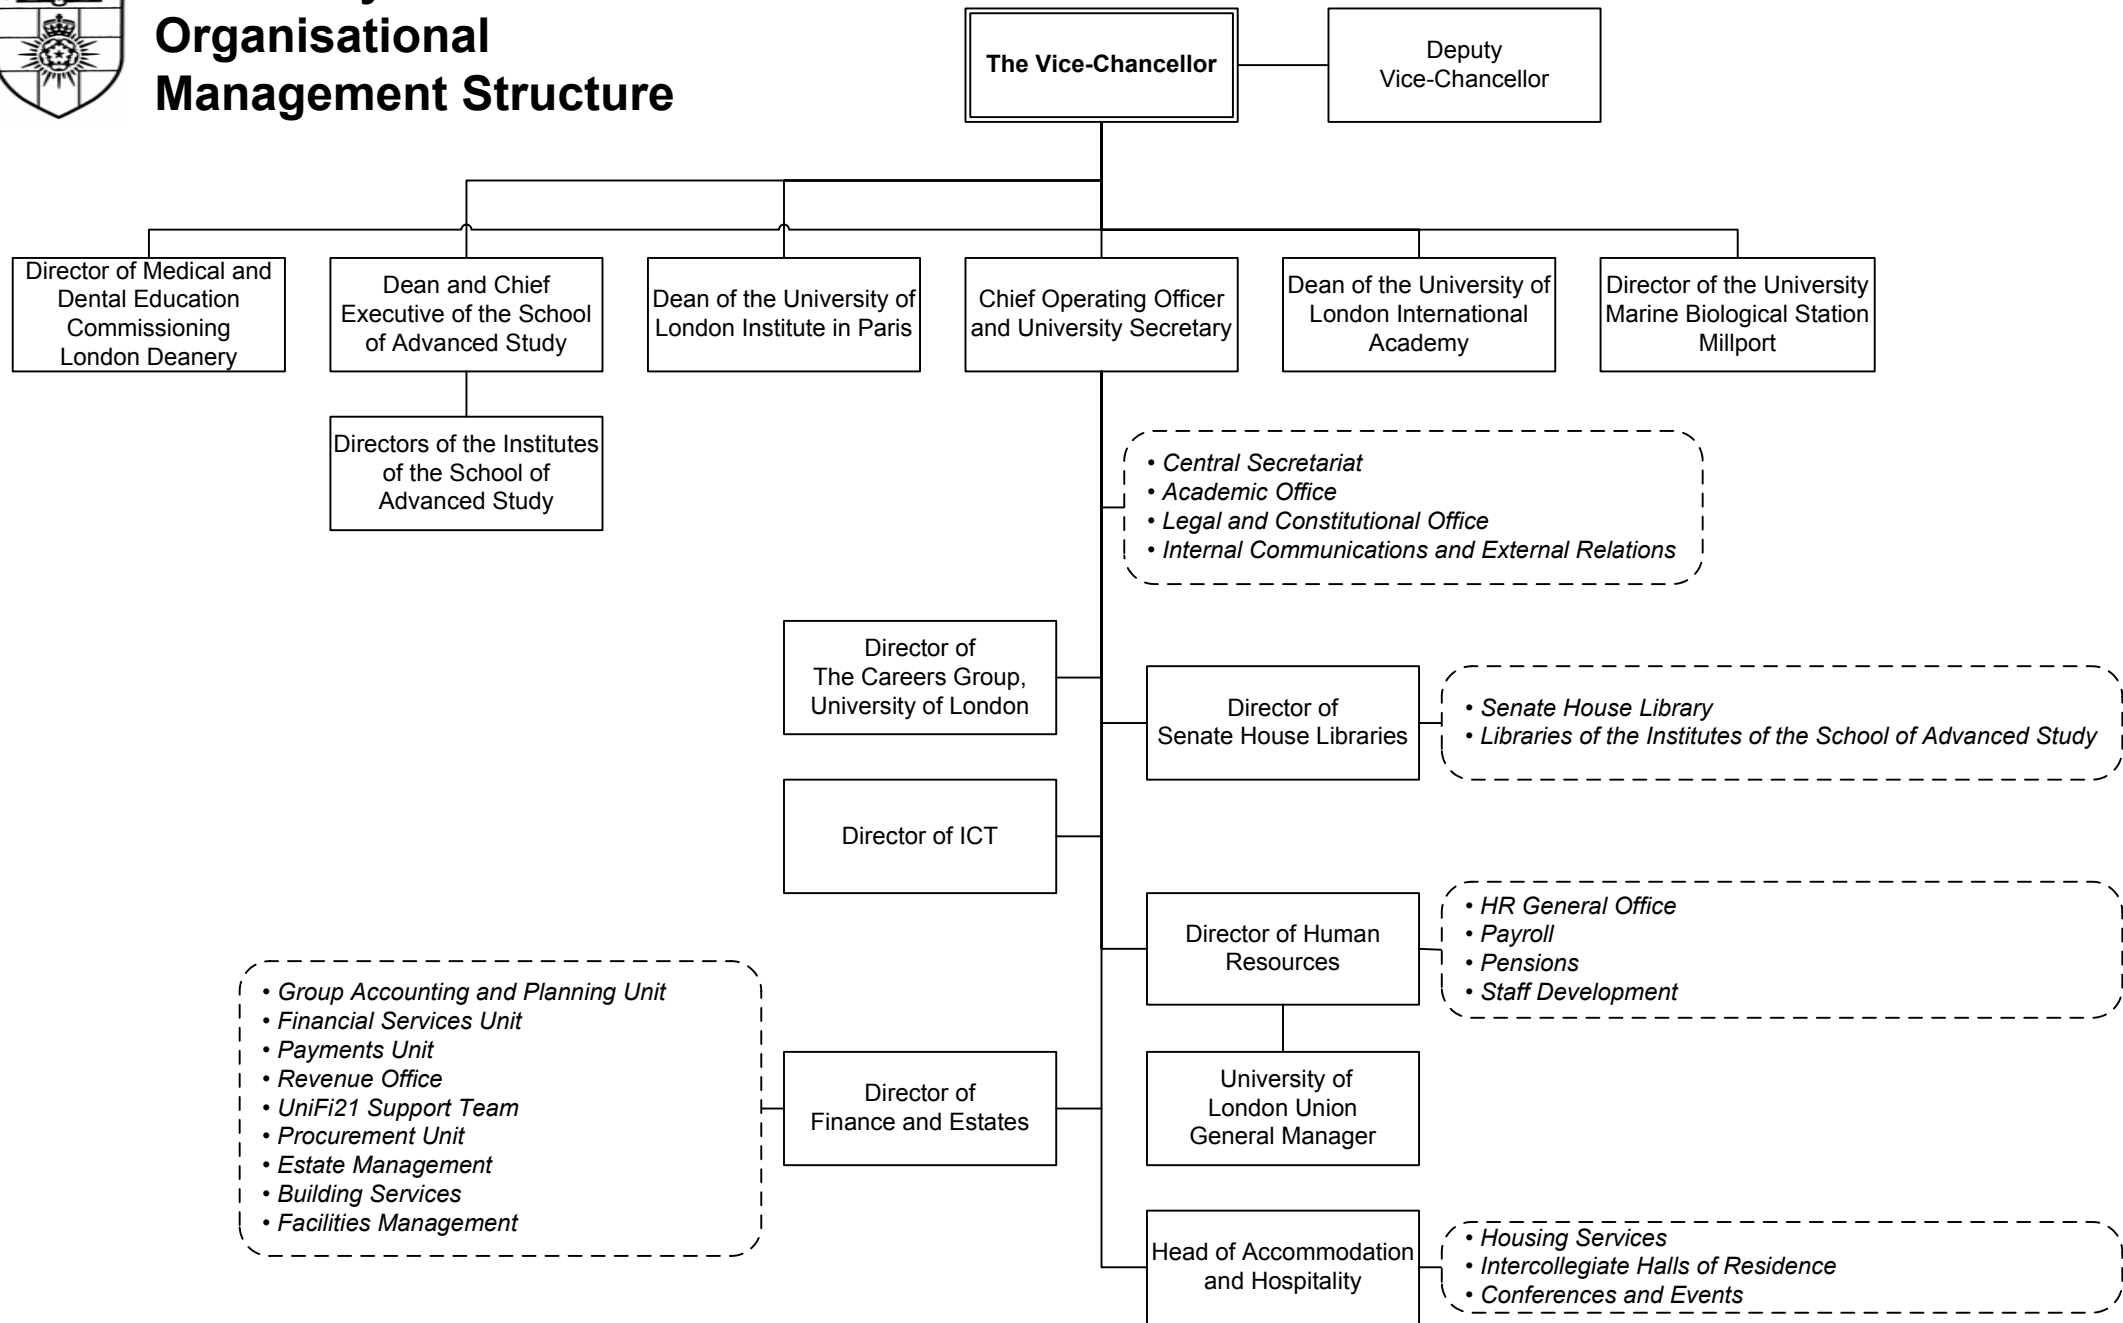 Organisational
Management Structure
The Vice-Chancellor
Deputy
Vice-Chancellor
Director of Medical and
Dental Education
Commissioning
London Deanery
Dean and Chief
Executive of the School
of Advanced Study
Dean of the University of
London Institute in Paris
Chief Operating Officer
and University Secretary
Dean of the University of
London International
Academy
Director of the University
Marine Biological Station
Millport
Directors of the Institutes
of the School of
Advanced Study
• Central Secretariat
• Academic Office
• Legal and Constitutional Office
• Internal Communications and External Relations
Director of
The Careers Group,
University of London
Director of
Senate House Libraries
• Senate House Library
• Libraries of the Institutes of the School of Advanced Study
Director of ICT
Director of Human
Resources
• HR General Office
• Payroll
• Pensions
• Staff Development
• Group Accounting and Planning Unit
• Financial Services Unit
• Payments Unit
• Revenue Office
• UniFi21 Support Team
• Procurement Unit
• Estate Management
• Building Services
• Facilities Management
Director of
Finance and Estates
University of
London Union
General Manager
Head of Accommodation
and Hospitality
• Housing Services
• Intercollegiate Halls of Residence
• Conferences and Events